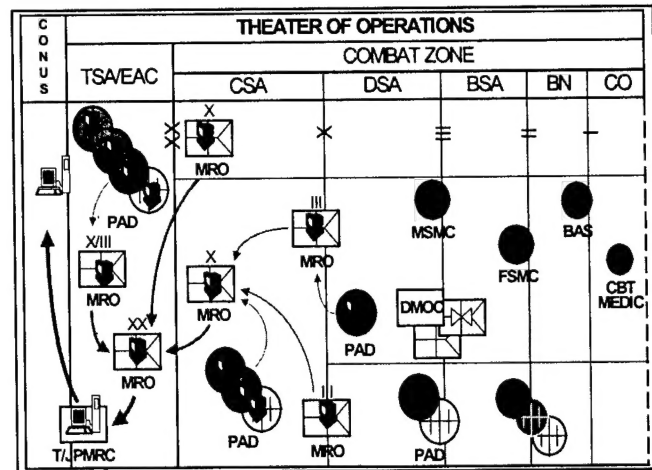 CONUS
THEATER OF OPERATIONS
TSA/EAC
COMBAT ZONE
CSA
DSA
BSA
BN
CO
X
MRO
PAD
X/III
MRO
XX
MRO
T/JPMRC
X
MRO
PAD
III
MRO
PAD
MRO
MSMC
DMOC
PAD
FSMC
BAS
CBT
MEDIC